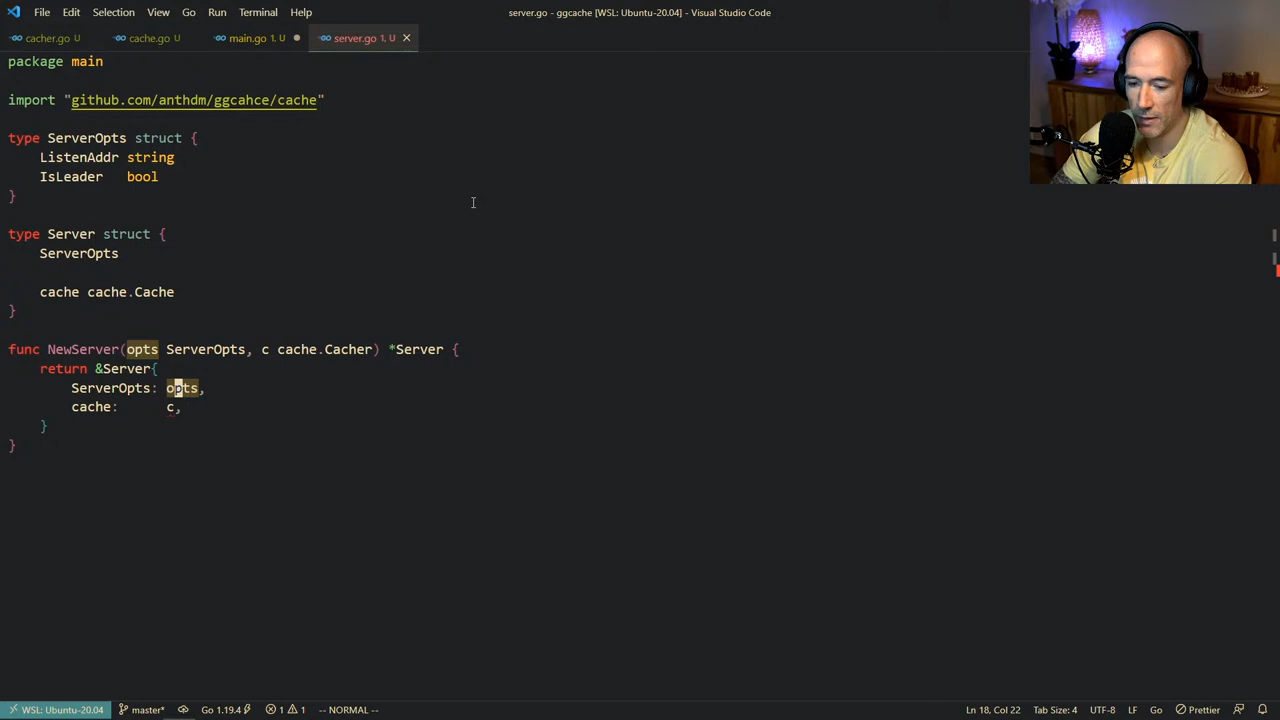 File Edit Selection View Go Run Terminal Help
server.go - ggcache [WSL: Ubuntu-20.04] - Visual Studio Code
cacher.go U cache.go U main.go 1, U server.go 1, U
package main
import "github.com/anthdm/ggcahce/cache"
type ServerOpts struct {
ListenAddr string
IsLeader bool
}
type Server struct {
ServerOpts
cache cache.Cache
}
func NewServer(opts ServerOpts, c cache.Cacher) *Server {
return &Server{
ServerOpts: opts,
cache: c,
}
}
WSL: Ubuntu-20.04 master* Go 1.19.4 1 1 -- NORMAL -- Ln 18, Col 22 Tab Size: 4 UTF-8 LF Go Prettier